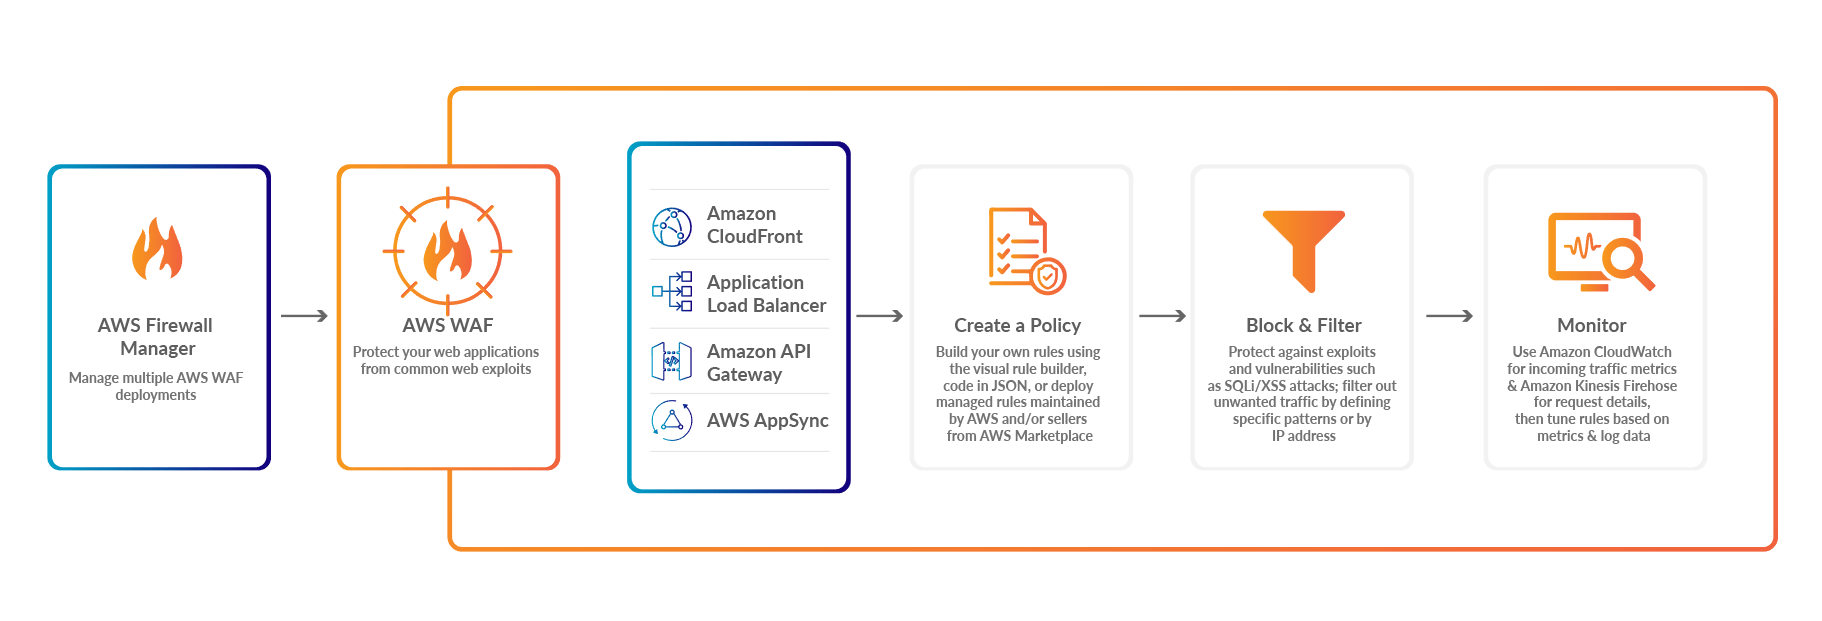 AWS Firewall
Manager
Manage multiple AWS WAF
deployments
AWS WAF
Protect your web applications
from common web exploits
Amazon
CloudFront
Application
Load Balancer
Amazon API
Gateway
AWS AppSync
Create a Policy
Build your own rules using
the visual rule builder,
code in JSON, or deploy
managed rules maintained
by AWS and/or sellers
from AWS Marketplace
Block & Filter
Protect against exploits
and vulnerabilities such
as SQLi/XSS attacks; filter out
unwanted traffic by defining
specific patterns or by
IP address
Monitor
Use Amazon CloudWatch
for incoming traffic metrics
& Amazon Kinesis Firehose
for request details,
then tune rules based on
metrics & log data